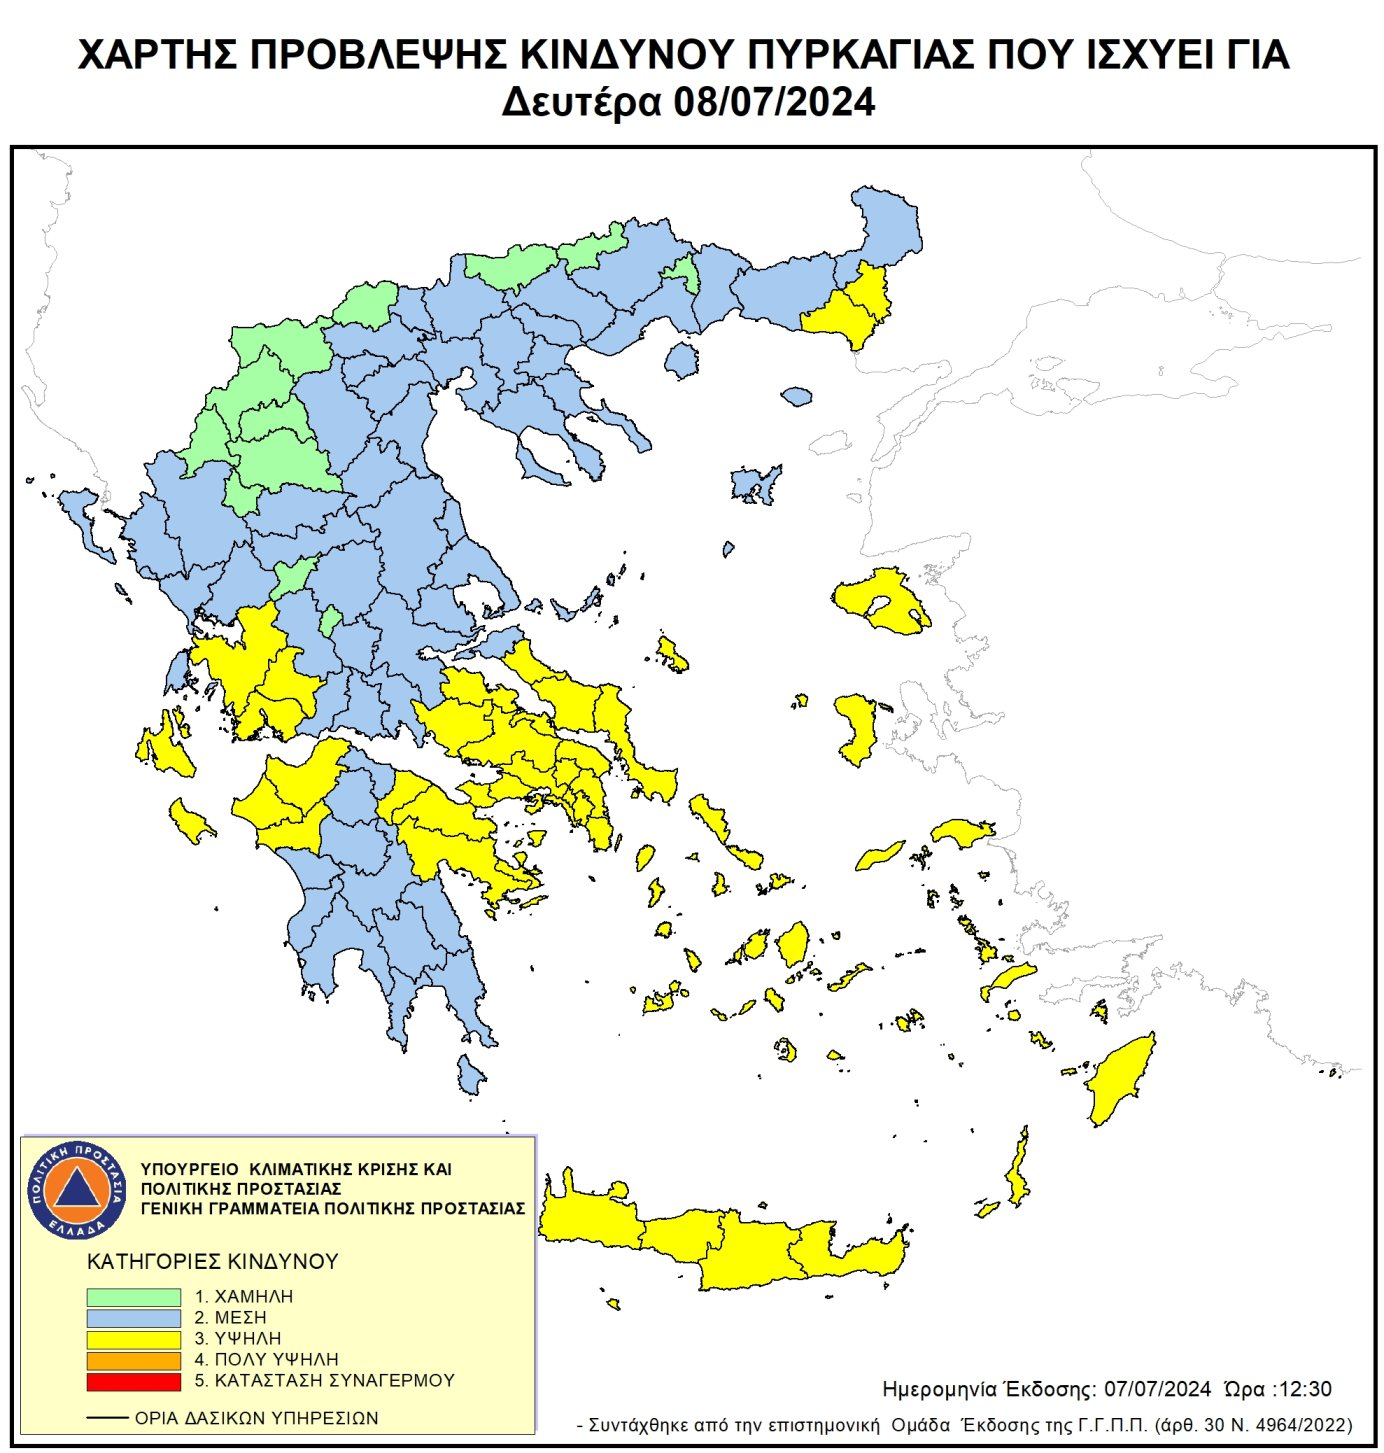 ΧΑΡΤΗΣ ΠΡΟΒΛΕΨΗΣ ΚΙΝΔΥΝΟΥ ΠΥΡΚΑΓΙΑΣ ΠΟΥ ΙΣΧΥΕΙ ΓΙΑ
Δευτέρα 08/07/2024
ΠΟΛΙΤΙΚΗ ΠΡΟΣΤΑΣΙΑ
ΕΛΛΑΔΑ
ΥΠΟΥΡΓΕΙΟ ΚΛΙΜΑΤΙΚΗΣ ΚΡΙΣΗΣ ΚΑΙ
ΠΟΛΙΤΙΚΗΣ ΠΡΟΣΤΑΣΙΑΣ
ΓΕΝΙΚΗ ΓΡΑΜΜΑΤΕΙΑ ΠΟΛΙΤΙΚΗΣ ΠΡΟΣΤΑΣΙΑΣ
ΚΑΤΗΓΟΡΙΕΣ ΚΙΝΔΥΝΟΥ
1. ΧΑΜΗΛΗ
2. ΜΕΣΗ
3. ΥΨΗΛΗ
4. ΠΟΛΥ ΥΨΗΛΗ
5. ΚΑΤΑΣΤΑΣΗ ΣΥΝΑΓΕΡΜΟΥ
ΟΡΙΑ ΔΑΣΙΚΩΝ ΥΠΗΡΕΣΙΩΝ
Ημερομηνία Έκδοσης: 07/07/2024 Ώρα :12:30
- Συντάχθηκε από την επιστημονική Ομάδα Έκδοσης της Γ.Γ.Π.Π. (άρθ. 30 Ν. 4964/2022)